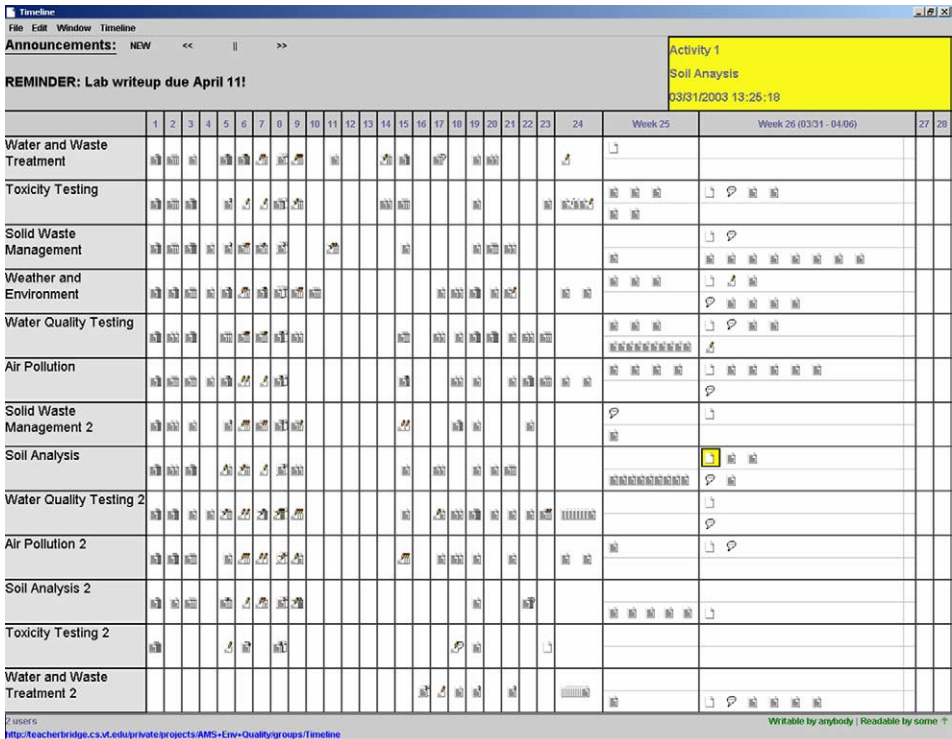 Timeline
File Edit Window Timeline
Announcements: NEW << || >>
REMINDER: Lab writeup due April 11!
Activity 1
Soil Anaysis
03/31/2003 13:25:18
1 2 3 4 5 6 7 8 9 10 11 12 13 14 15 16 17 18 19 20 21 22 23 24 Week 25 Week 26 (03/31 - 04/06) 27 28
Water and Waste
Treatment
Toxicity Testing
Solid Waste
Management
Weather and
Environment
Water Quality Testing
Air Pollution
Solid Waste
Management 2
Soil Analysis
Water Quality Testing 2
Air Pollution 2
Soil Analysis 2
Toxicity Testing 2
Water and Waste
Treatment 2
2 users
Writable by anybody | Readable by some
http://teacherbridge.cs.vt.edu/private/projects/AMS+Env+Quality/groups/Timeline